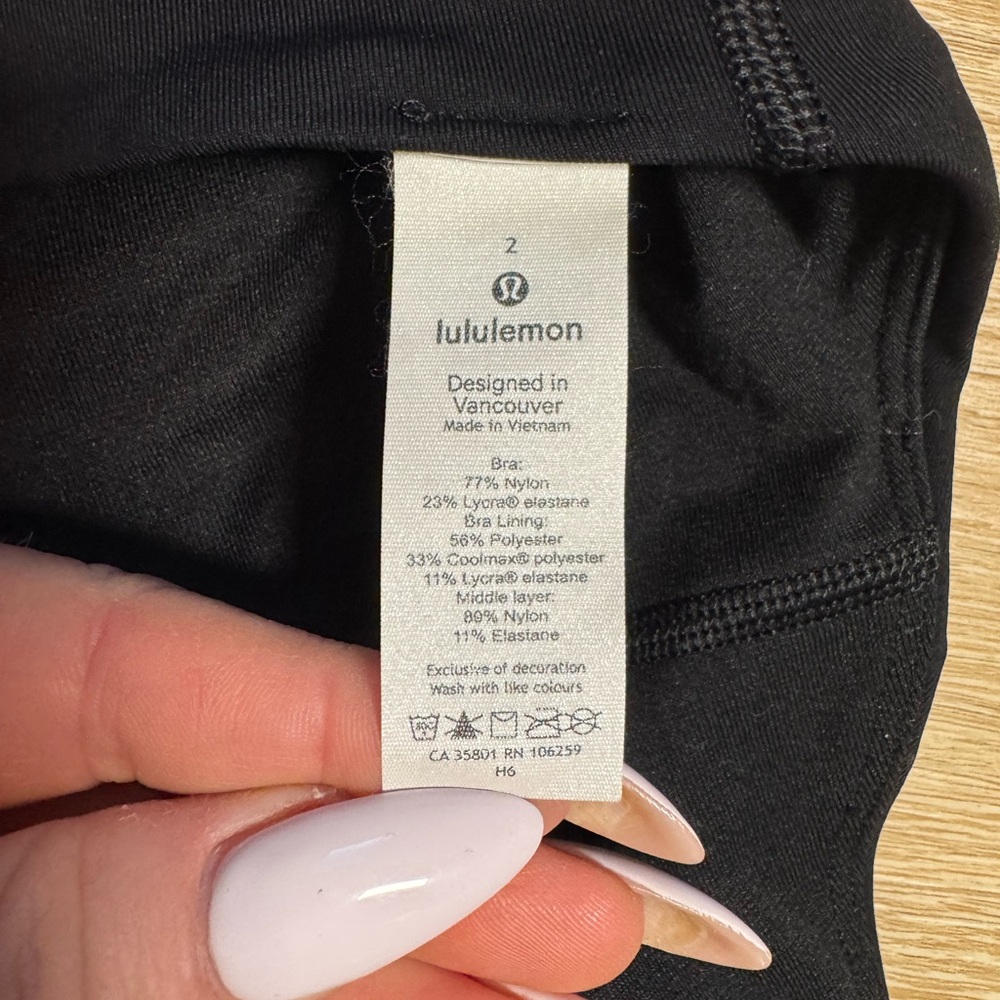 2
lululemon
Designed in
Vancouver
Made in Vietnam
Bra:
77% Nylon
23% Lycra® elastane
Bra Lining:
56% Polyester
33% Coolmax® polyester
11% Lycra® elastane
Middle layer:
89% Nylon
11% Elastane
Exclusive of decoration
Wash with like colours
CA 35801 RN 106259
H6